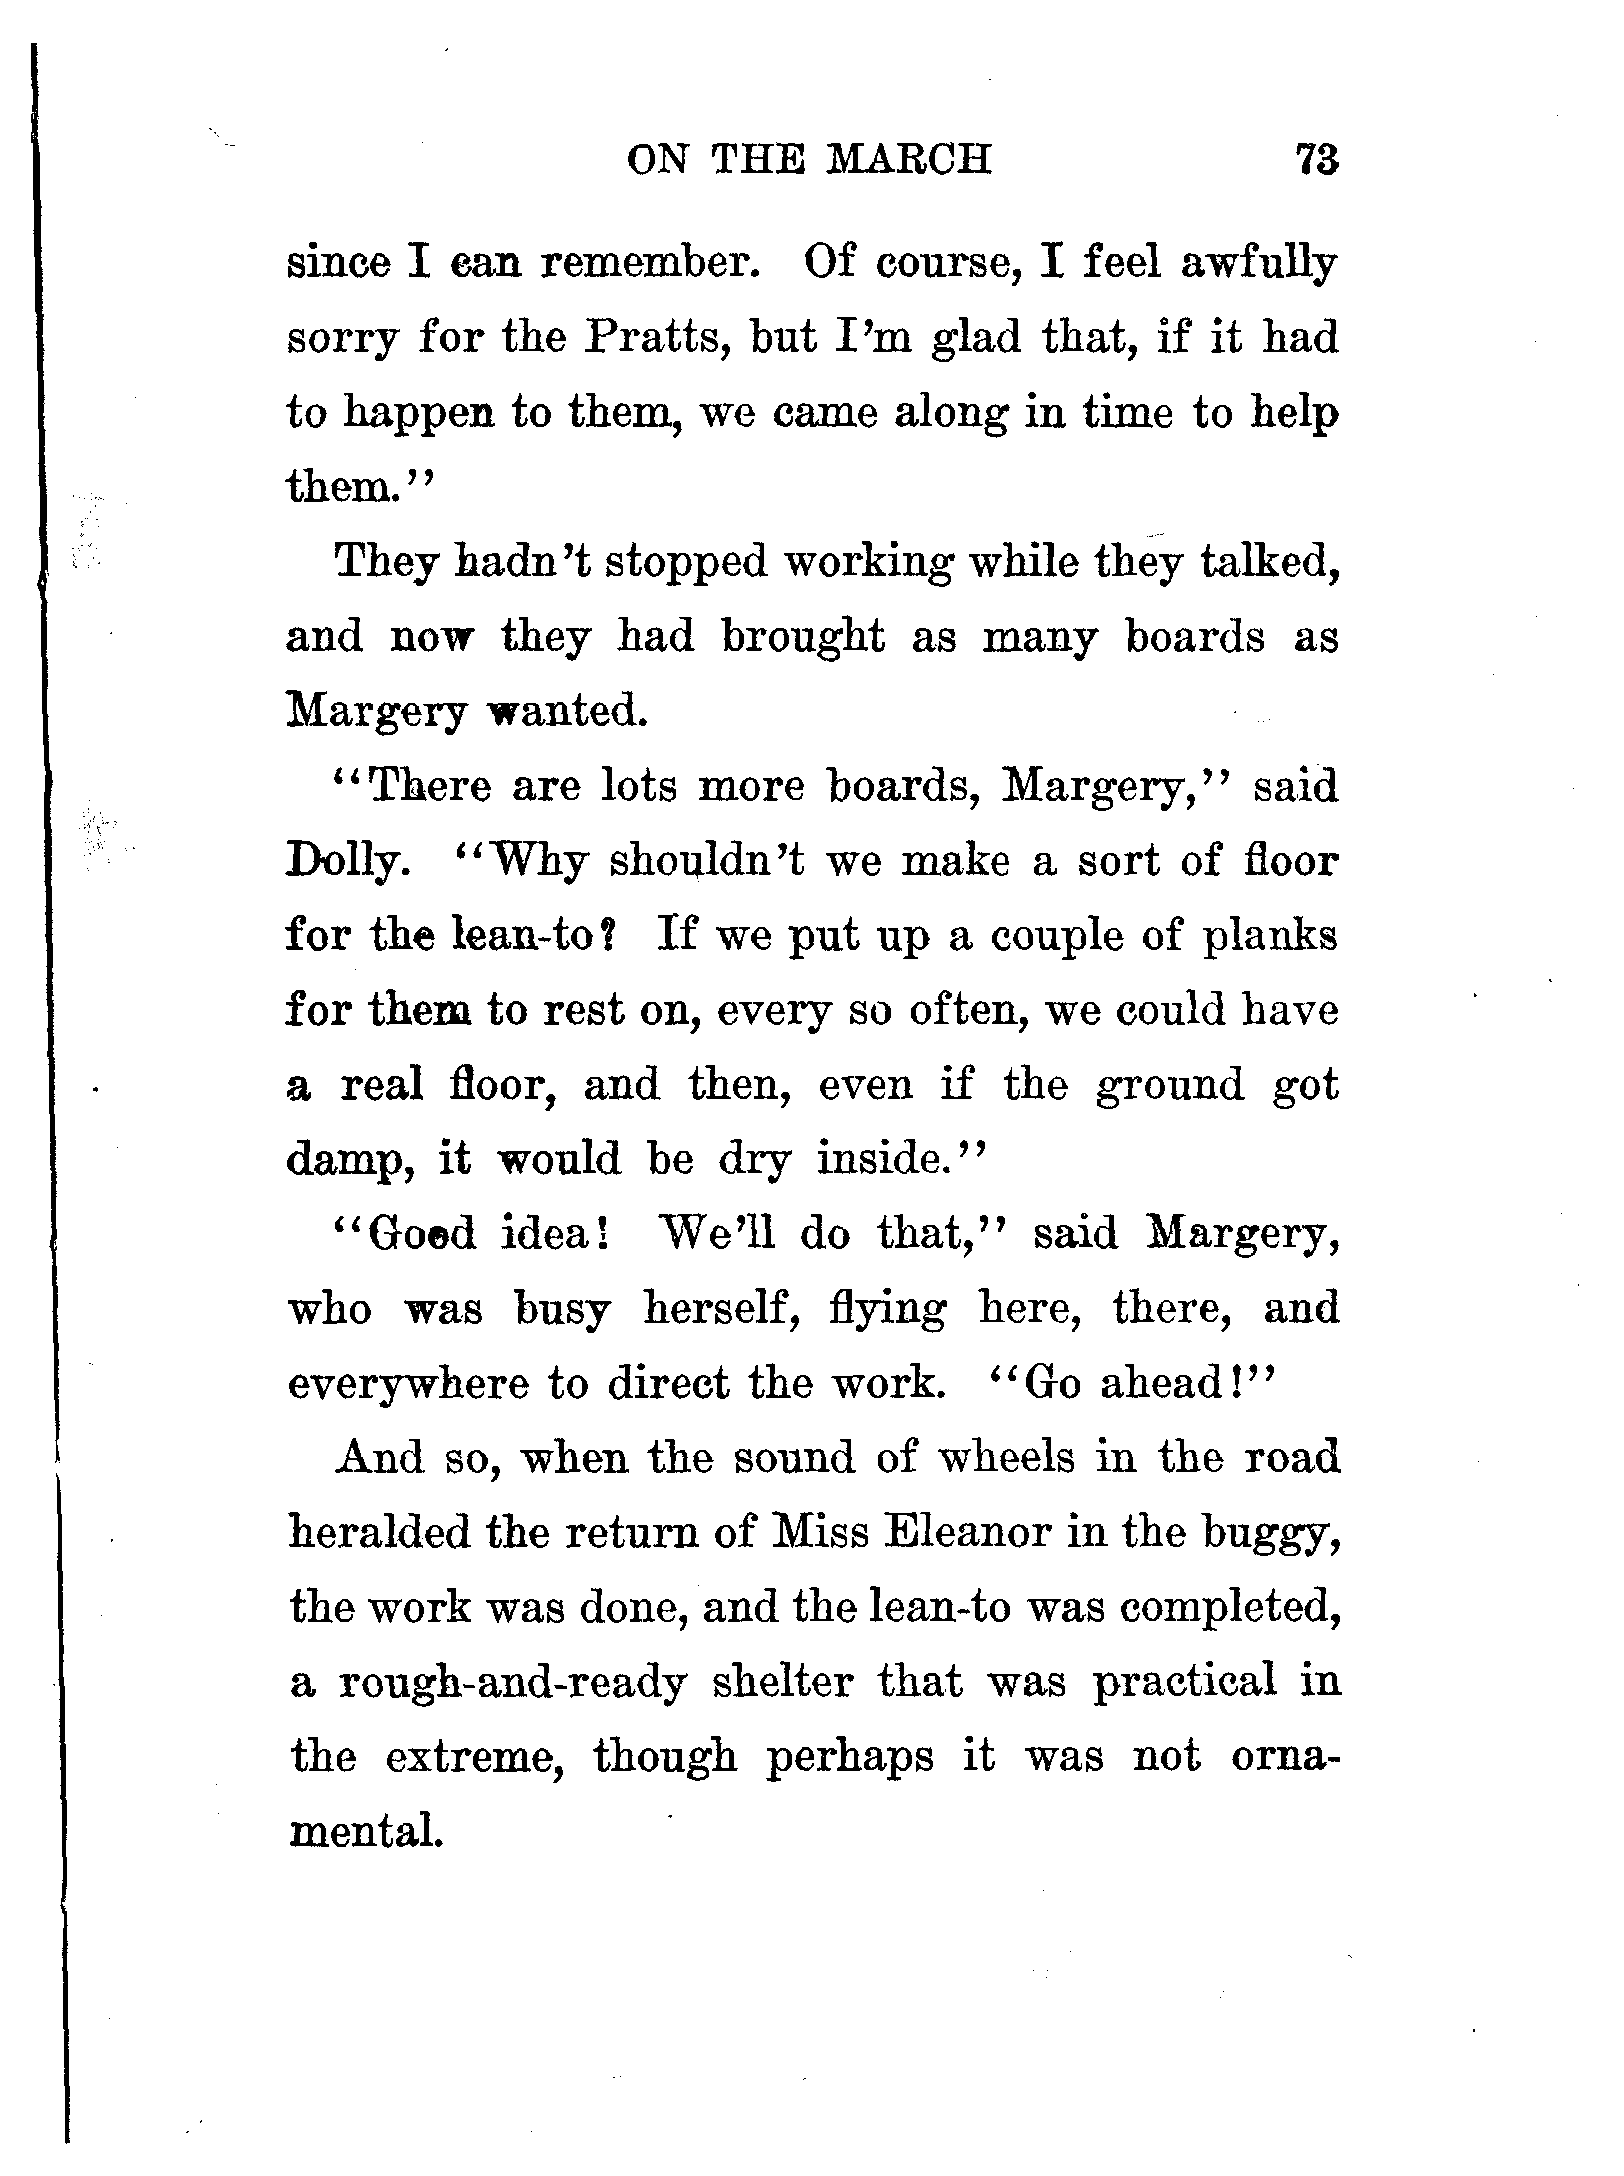 ON THE MARCH 73
since I can remember. Of course, I feel awfully
sorry for the Pratts, but I'm glad that, if it had
to happen to them, we came along in time to help
them."
They hadn't stopped working while they talked,
and now they had brought as many boards as
Margery wanted.
"There are lots more boards, Margery," said
Dolly. "Why shouldn't we make a sort of floor
for the lean-to? If we put up a couple of planks
for them to rest on, every so often, we could have
a real floor, and then, even if the ground got
damp, it would be dry inside."
"Good idea! We'll do that," said Margery,
who was busy herself, flying here, there, and
everywhere to direct the work. "Go ahead!"
And so, when the sound of wheels in the road
heralded the return of Miss Eleanor in the buggy,
the work was done, and the lean-to was completed,
a rough-and-ready shelter that was practical in
the extreme, though perhaps it was not orna-
mental.